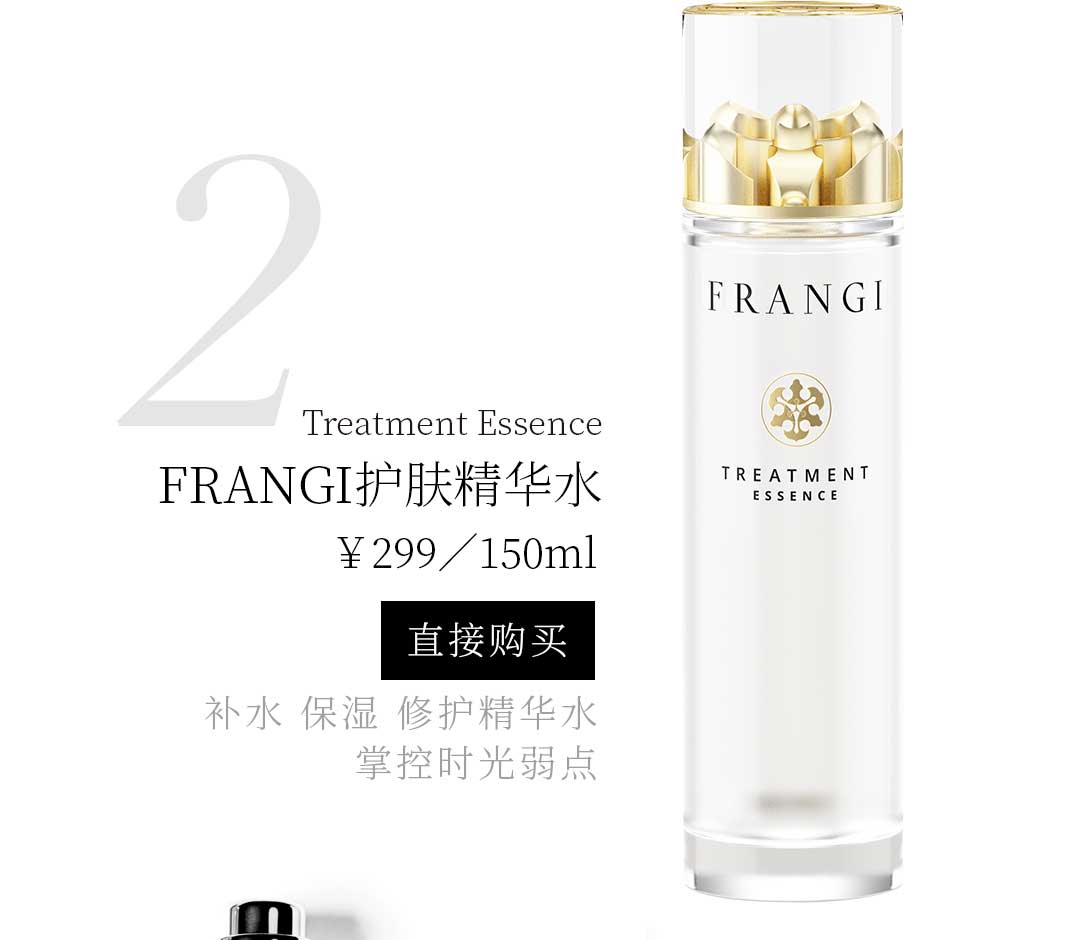 2
Treatment Essence
FRANGI护肤精华水
￥299／150ml
直接购买
补水 保湿 修护精华水
掌控时光弱点
FRANGI
TREATMENT
ESSENCE